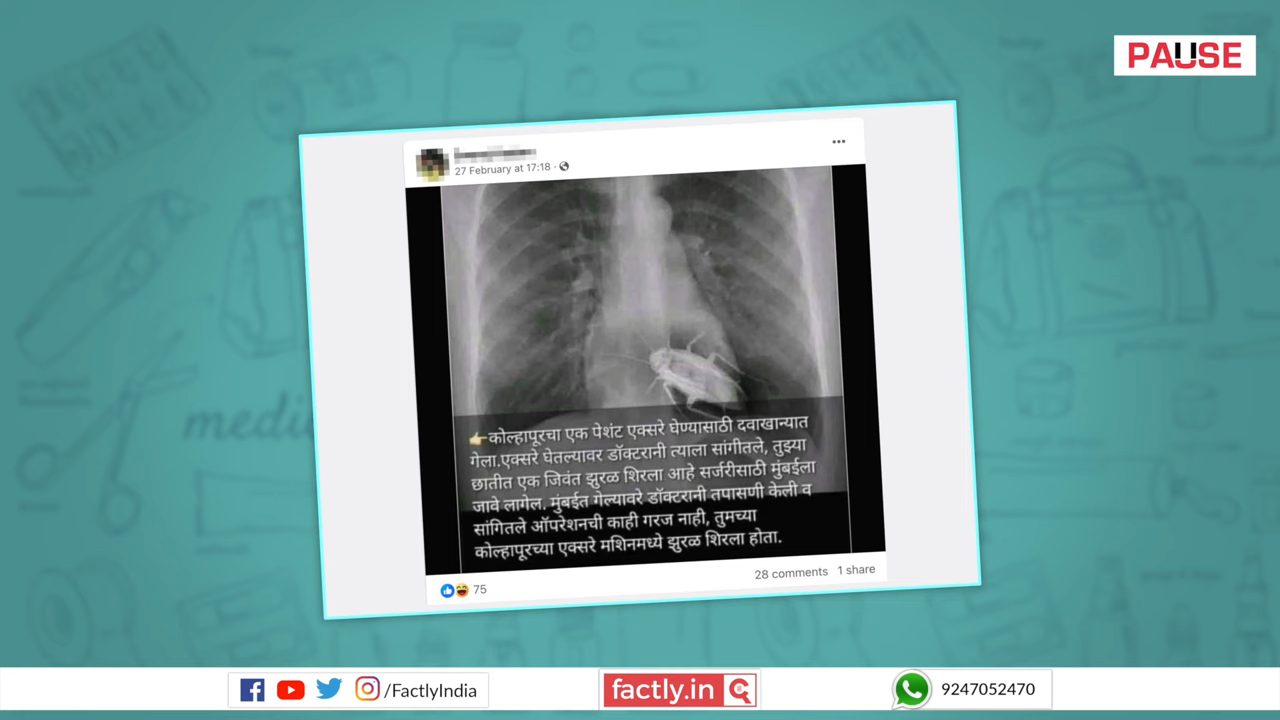 PAUSE
27 February at 17:18
👉कोल्हापूरचा एक पेशंट एक्सरे घेण्यासाठी दवाखान्यात
गेला.एक्सरे घेतल्यावर डॉक्टरानी त्याला सांगीतले, तुझ्या
छातीत एक जिवंत झुरळ शिरला आहे सर्जरीसाठी मुंबईला
जावे लागेल. मुंबईत गेल्यावरे डॉक्टरानी तपासणी केली व
सांगितले ऑपरेशनची काही गरज नाही, तुमच्या
कोल्हापूरच्या एक्सरे मशिनमध्ये झुरळ शिरला होता.
75
28 comments 1 share
medi
/FactlyIndia
factly.in
9247052470